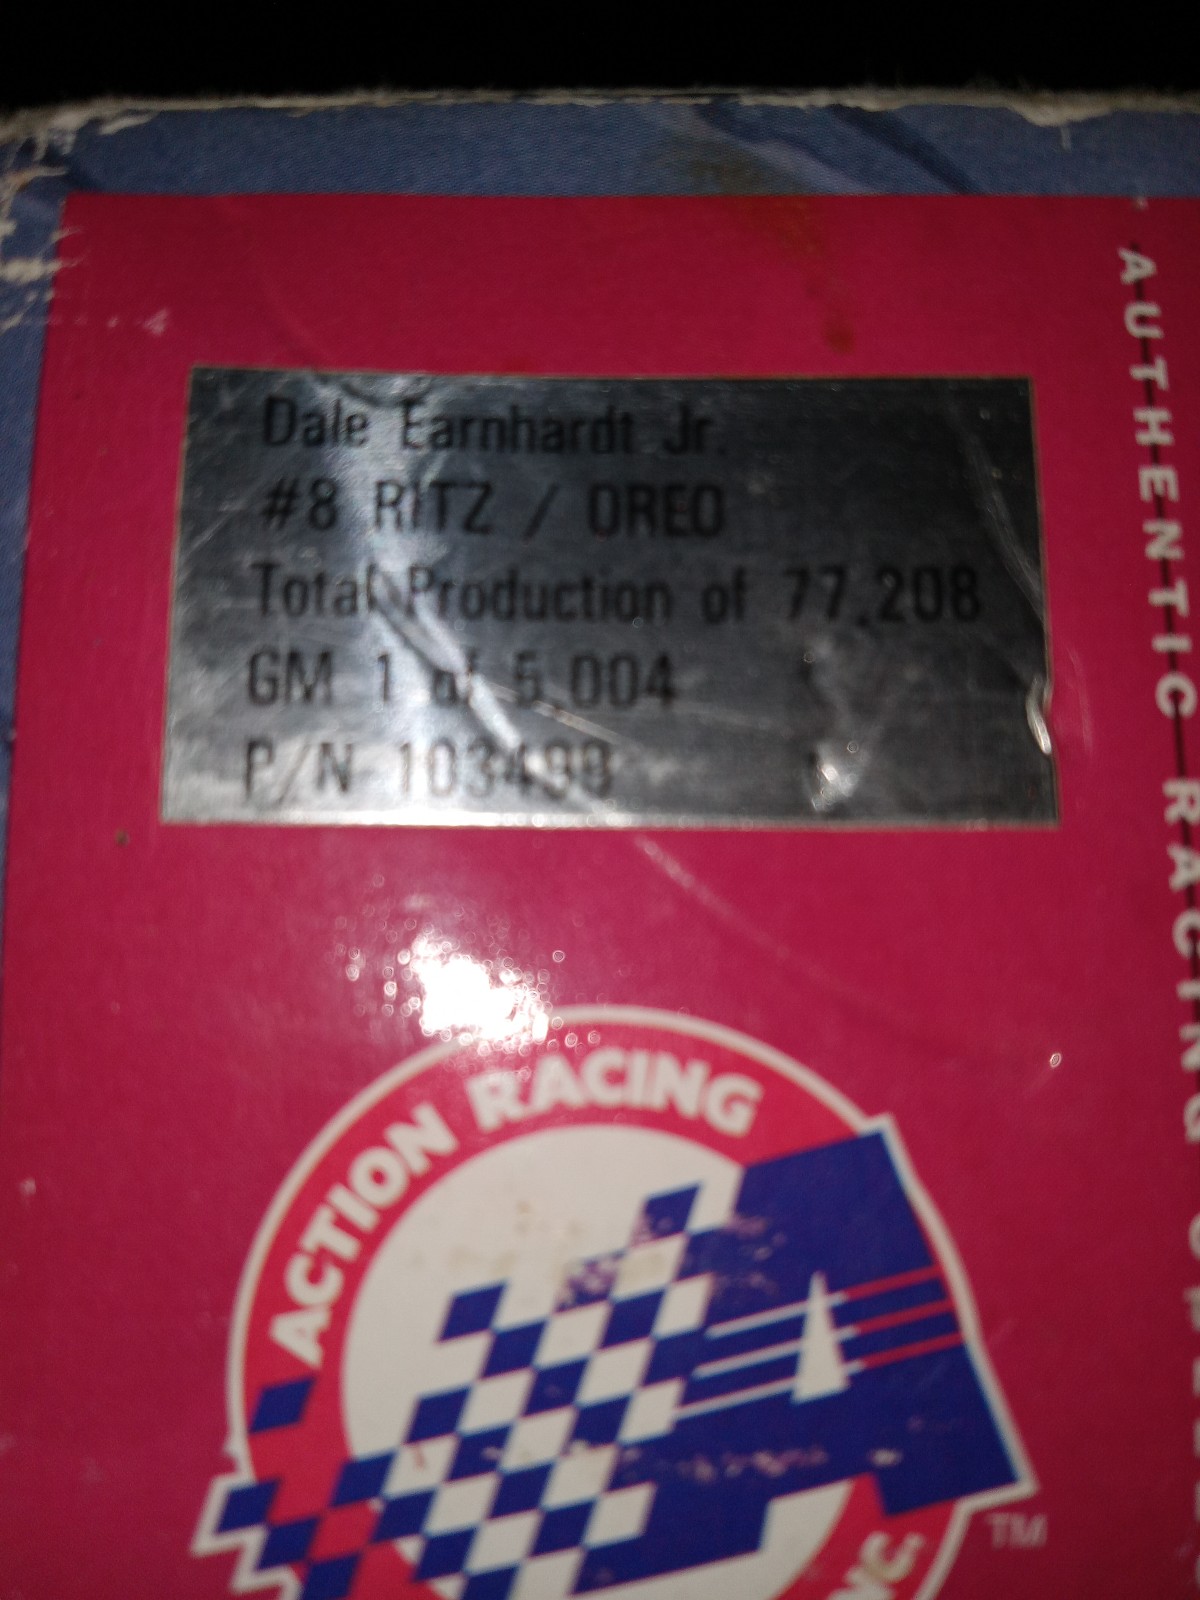 Dale Earnhardt Jr.
#8 RITZ / OREO
Total Production of 77,208
GM 1 of 5,004
P/N
AUTHENTIC RACING
ACTION RACING
TM